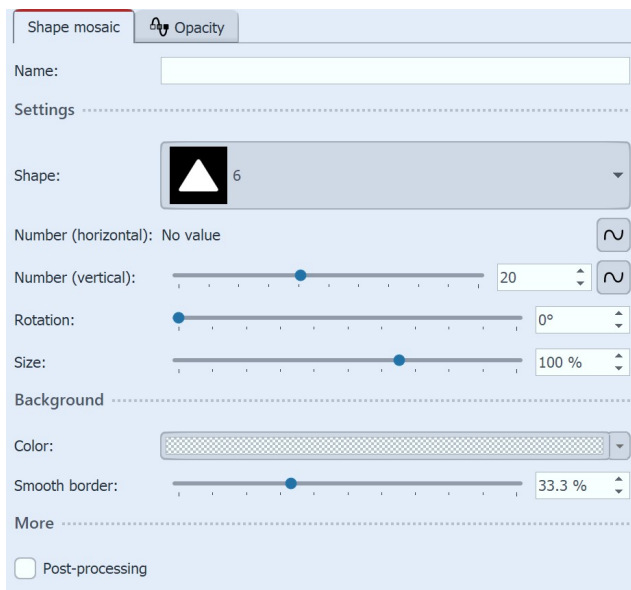 Shape mosaic Opacity
Name:
Settings
Shape: 6
Number (horizontal): No value
Number (vertical): 20
Rotation: 0°
Size: 100 %
Background
Color:
Smooth border: 33.3 %
More
Post-processing